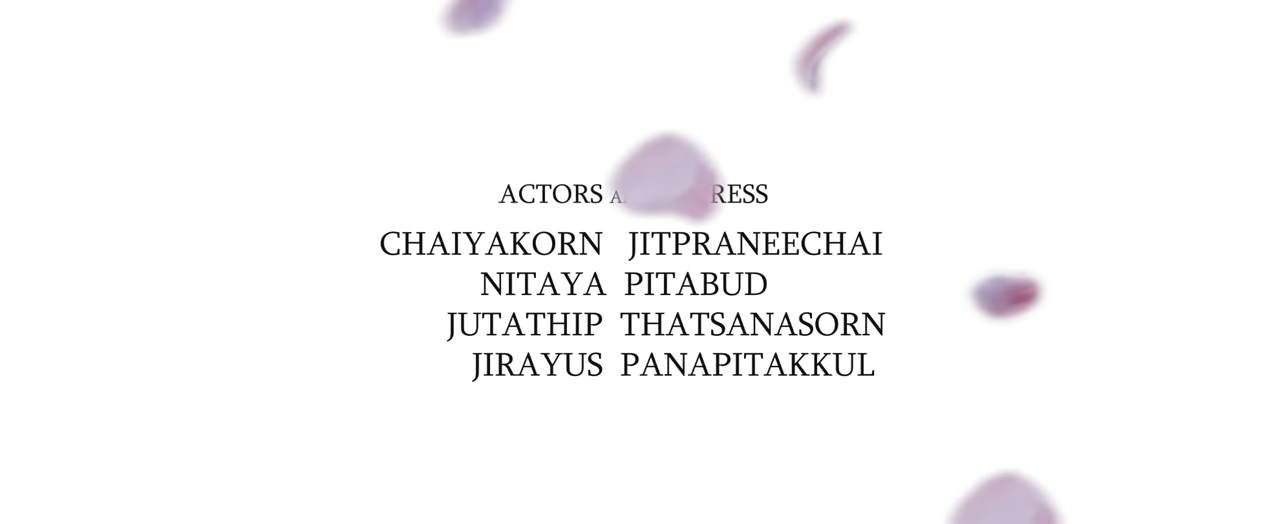 ACTORS
CHAIYAKORN JITPRANEECHAI
NITAYA PITABUD
JUTATHIP THATSANASORN
JIRAYUS PANAPITAKKUL